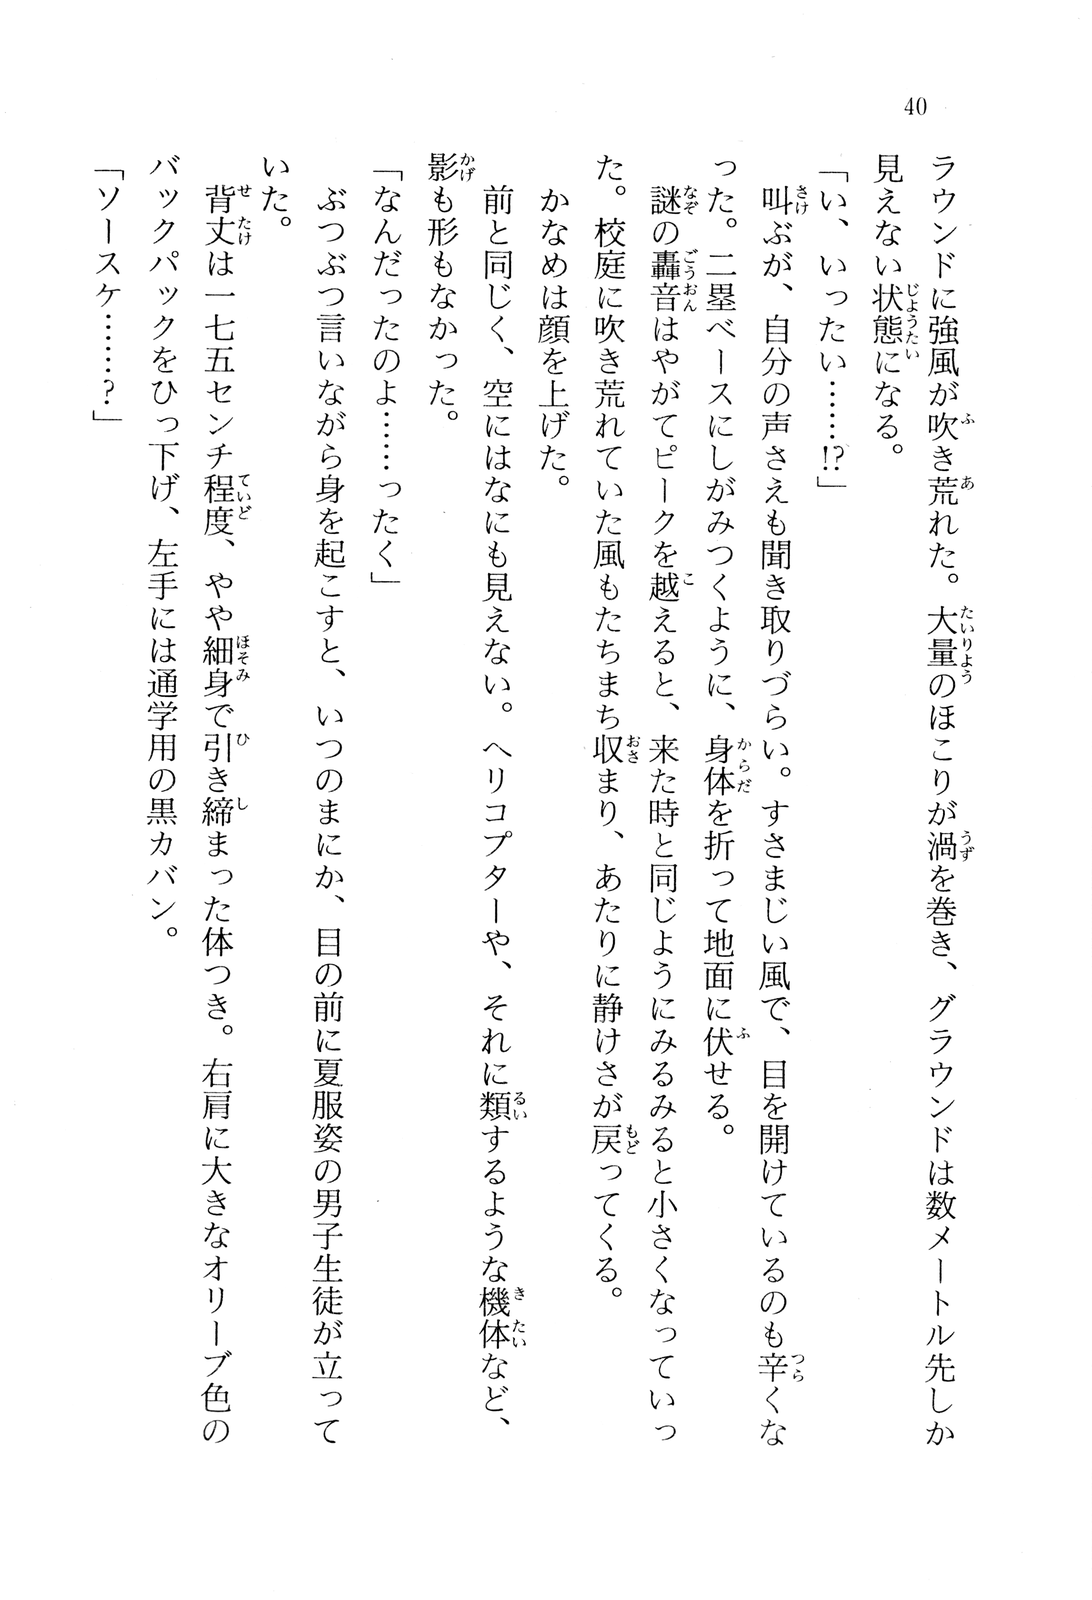 40
ラウンドに強風が吹き荒れた。大量のほこりが渦を巻き、グラウンドは数メートル先しか
見えない状態になる。
「い、いったい……!?」
　叫ぶが、自分の声さえも聞き取りづらい。すさまじい風で、目を開けているのも辛くな
った。二塁ベースにしがみつくように、身体を折って地面に伏せる。
　謎の轟音はやがてピークを越えると、来た時と同じようにみるみると小さくなっていっ
た。校庭に吹き荒れていた風もたちまち収まり、あたりに静けさが戻ってくる。
　かなめは顔を上げた。
　前と同じく、空にはなにも見えない。ヘリコプターや、それに類するような機体など、
影も形もなかった。
「なんだったのよ……ったく」
　ぶつぶつ言いながら身を起こすと、いつのまにか、目の前に夏服姿の男子生徒が立って
いた。
　背丈は一七五センチ程度、やや細身で引き締まった体つき。右肩に大きなオリーブ色の
バックパックをひっ下げ、左手には通学用の黒カバン。
「ソースケ……？」